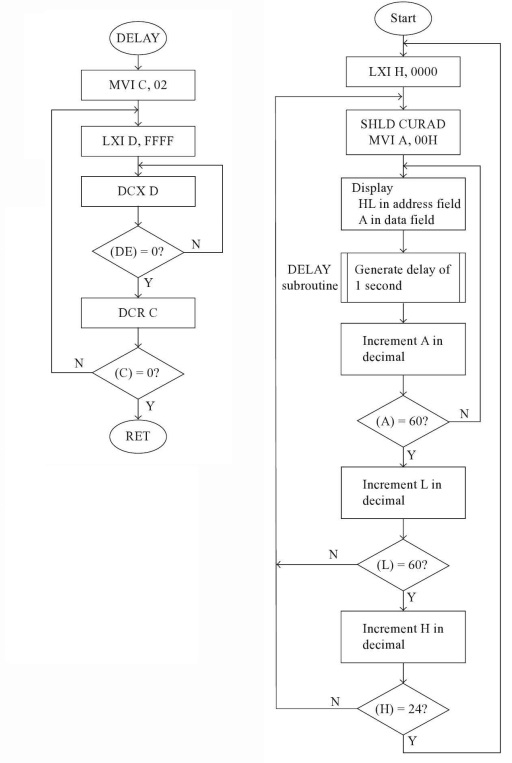 DELAY
MVI C, 02
LXI D, FFFF
DCX D
(DE) = 0?
N
Y
DCR C
N
(C) = 0?
Y
RET
Start
LXI H, 0000
SHLD CURAD
MVI A, 00H
Display
HL in address field
A in data field
DELAY
subroutine
Generate delay of
1 second
Increment A in
decimal
(A) = 60?
N
Y
Increment L in
decimal
N
(L) = 60?
Y
Increment H in
decimal
N
(H) = 24?
Y